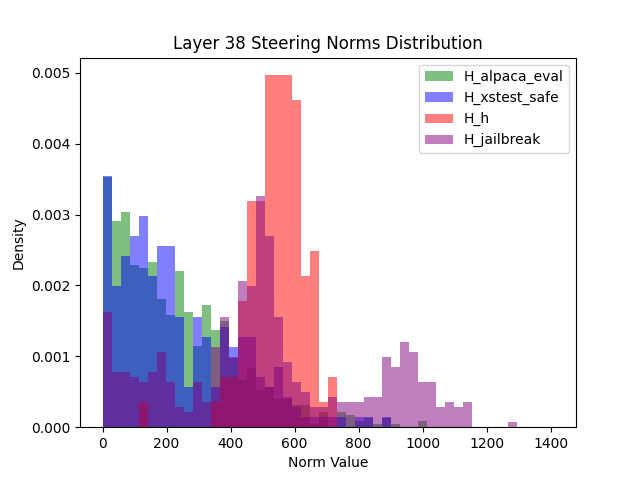 Layer 38 Steering Norms Distribution
H_alpaca_eval
H_xstest_safe
H_h
H_jailbreak
Density
0.005
0.004
0.003
0.002
0.001
0.000
0 200 400 600 800 1000 1200 1400
Norm Value